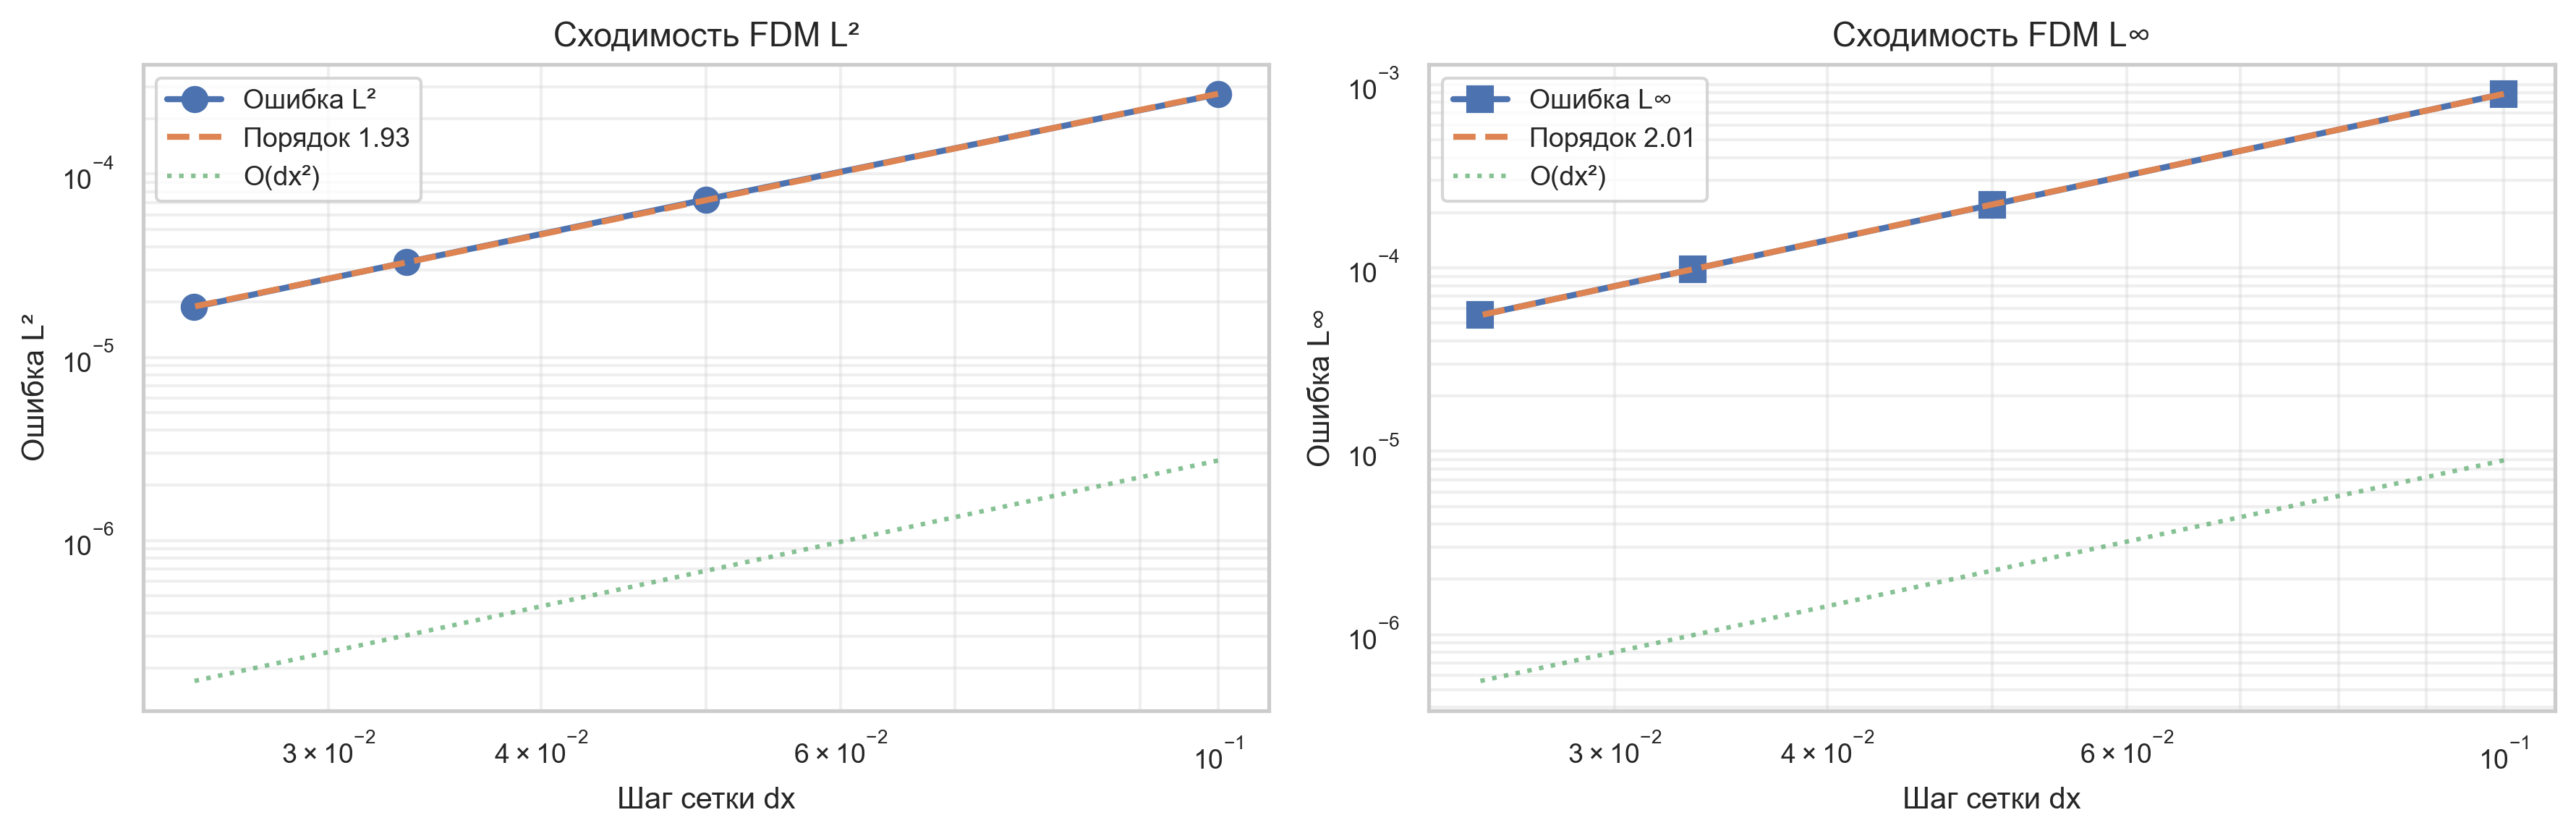 Сходимость FDM L²
Ошибка L²
Порядок 1.93
O(dx²)
10⁻⁴
10⁻⁵
10⁻⁶
Ошибка L²
3 × 10⁻²
4 × 10⁻²
6 × 10⁻²
10⁻¹
Шаг сетки dx
Сходимость FDM L∞
Ошибка L∞
Порядок 2.01
O(dx²)
10⁻³
10⁻⁴
10⁻⁵
10⁻⁶
Ошибка L∞
3 × 10⁻²
4 × 10⁻²
6 × 10⁻²
10⁻¹
Шаг сетки dx